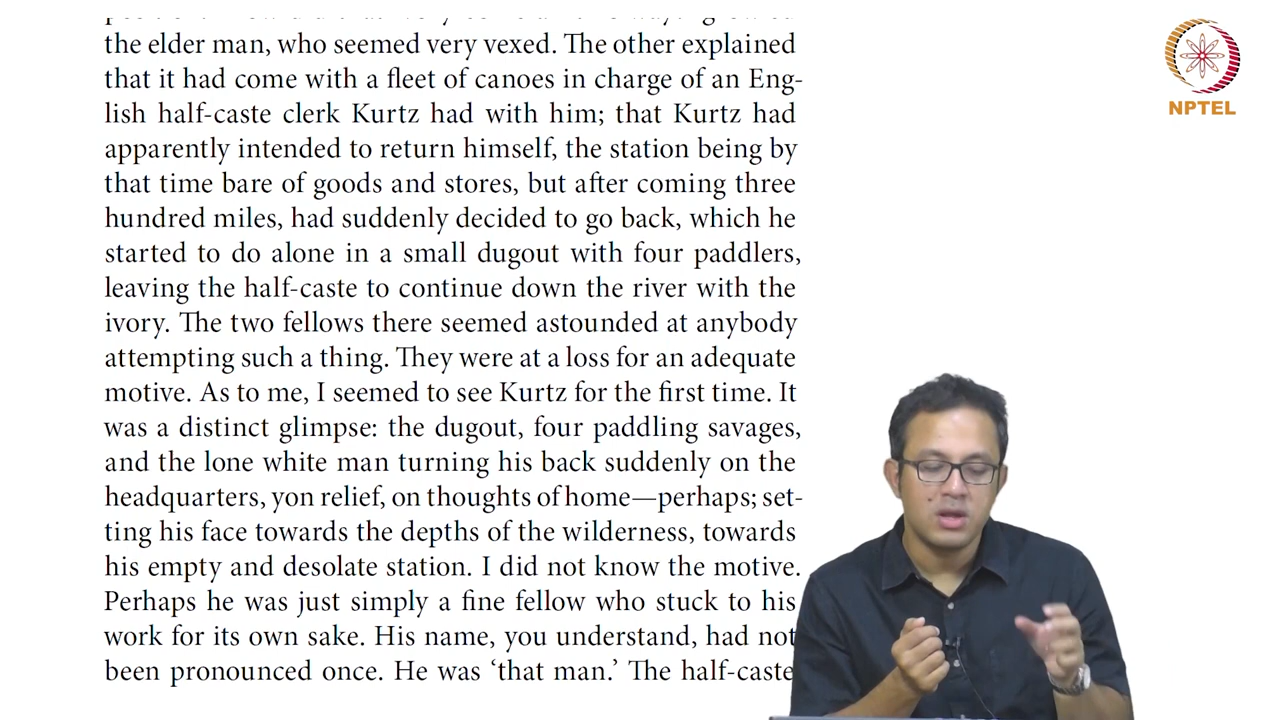 the elder man, who seemed very vexed. The other explained
that it had come with a fleet of canoes in charge of an Eng-
lish half-caste clerk Kurtz had with him; that Kurtz had
apparently intended to return himself, the station being by
that time bare of goods and stores, but after coming three
hundred miles, had suddenly decided to go back, which he
started to do alone in a small dugout with four paddlers,
leaving the half-caste to continue down the river with the
ivory. The two fellows there seemed astounded at anybody
attempting such a thing. They were at a loss for an adequate
motive. As to me, I seemed to see Kurtz for the first time. It
was a distinct glimpse: the dugout, four paddling savages,
and the lone white man turning his back suddenly on the
headquarters, yon relief, on thoughts of home—perhaps; set-
ting his face towards the depths of the wilderness, towards
his empty and desolate station. I did not know the motive.
Perhaps he was just simply a fine fellow who stuck to his
work for its own sake. His name, you understand, had not
been pronounced once. He was ‘that man.’ The half-caste
NPTEL